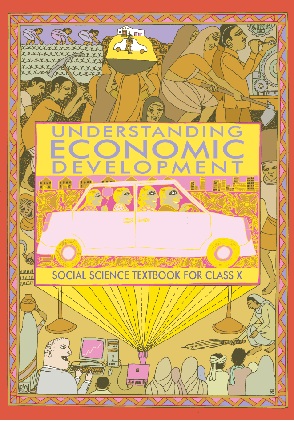 UNDERSTANDING
ECONOMIC
DEVELOPMENT
SOCIAL SCIENCE TEXTBOOK FOR CLASS X